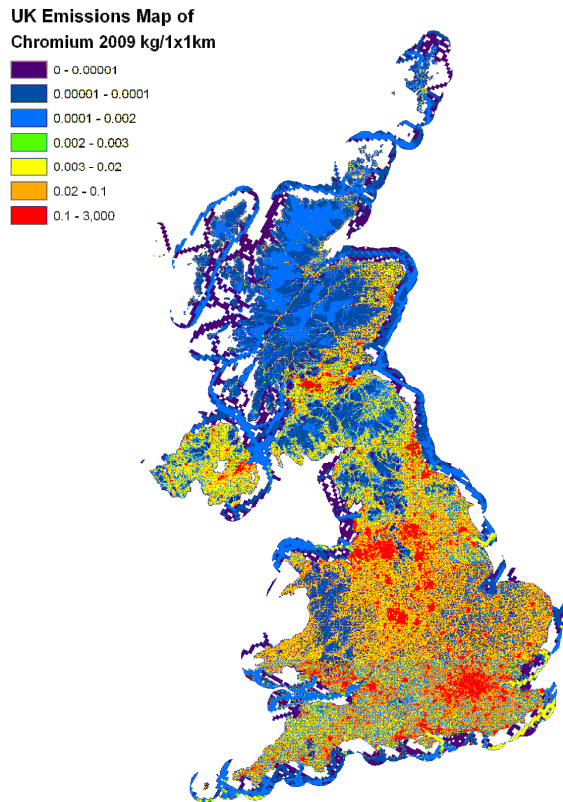 UK Emissions Map of
Chromium 2009 kg/1x1km
0 - 0.00001
0.00001 - 0.0001
0.0001 - 0.002
0.002 - 0.003
0.003 - 0.02
0.02 - 0.1
0.1 - 3,000